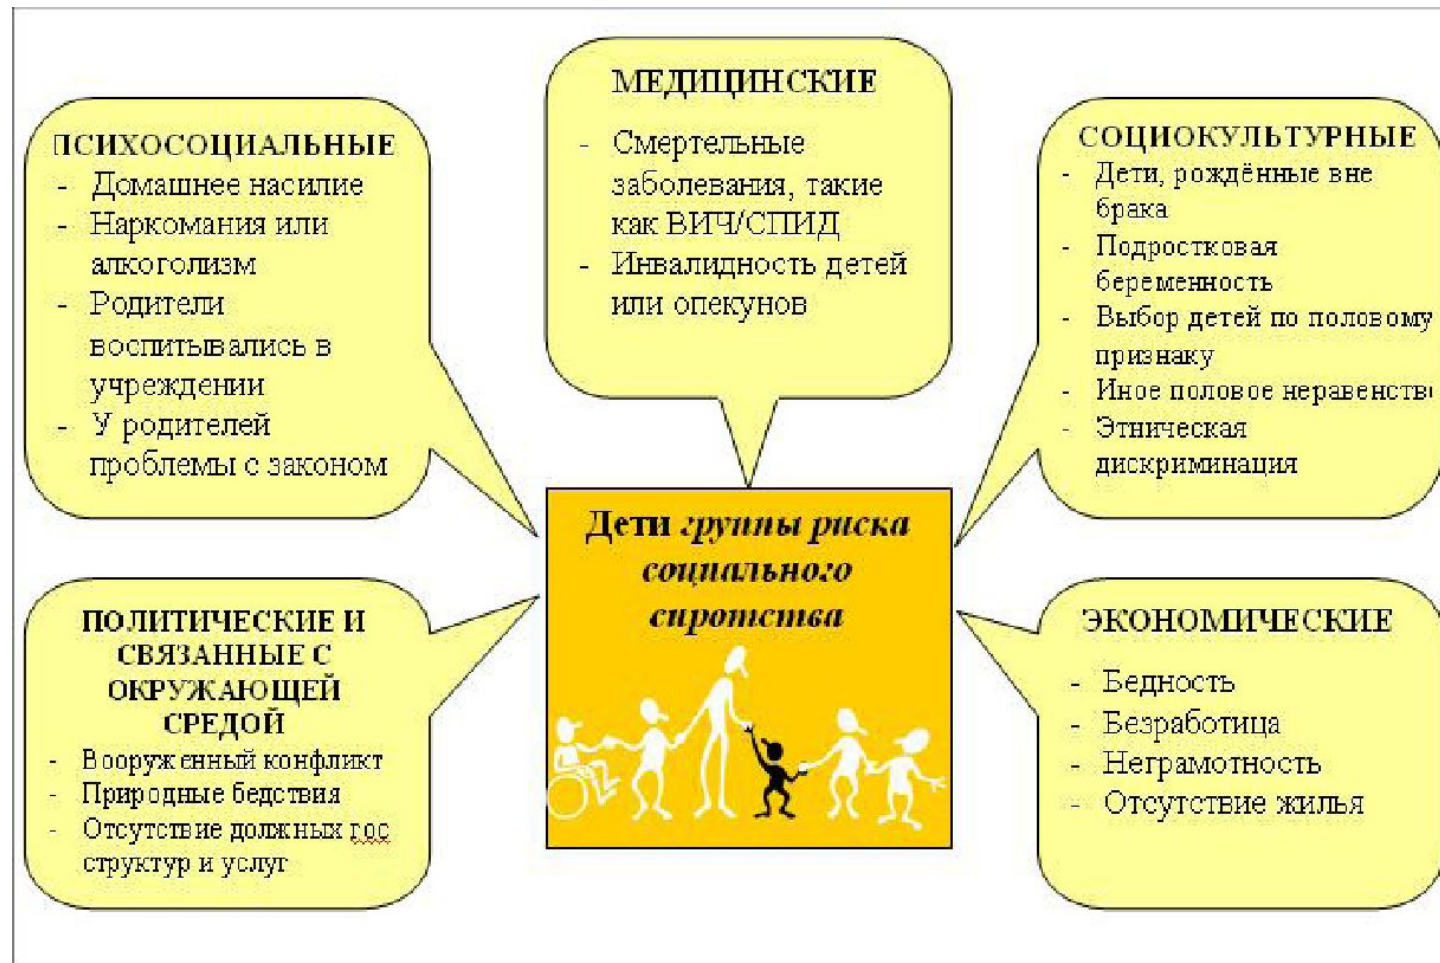 ПСИХОСОЦИАЛЬНЫЕ
- Домашнее насилие
- Наркомания или
алкоголизм
- Родители
воспитывались в
учреждении
- У родителей
проблемы с законом
МЕДИЦИНСКИЕ
- Смертельные
заболевания, такие
как ВИЧ/СПИД
- Инвалидность детей
или опекунов
СОЦИОКУЛЬТУРНЫЕ
- Дети, рождённые вне
брака
- Подростковая
беременность
- Выбор детей по половому
признаку
- Иное половое неравенство
- Этническая
дискриминация
Дети группы риска
социального
сиротства
ПОЛИТИЧЕСКИЕ И
СВЯЗАННЫЕ С
ОКРУЖАЮЩЕЙ
СРЕДОЙ
- Вооруженный конфликт
- Природные бедствия
- Отсутствие должных гос
структур и услуг
ЭКОНОМИЧЕСКИЕ
- Бедность
- Безработица
- Неграмотность
- Отсутствие жилья